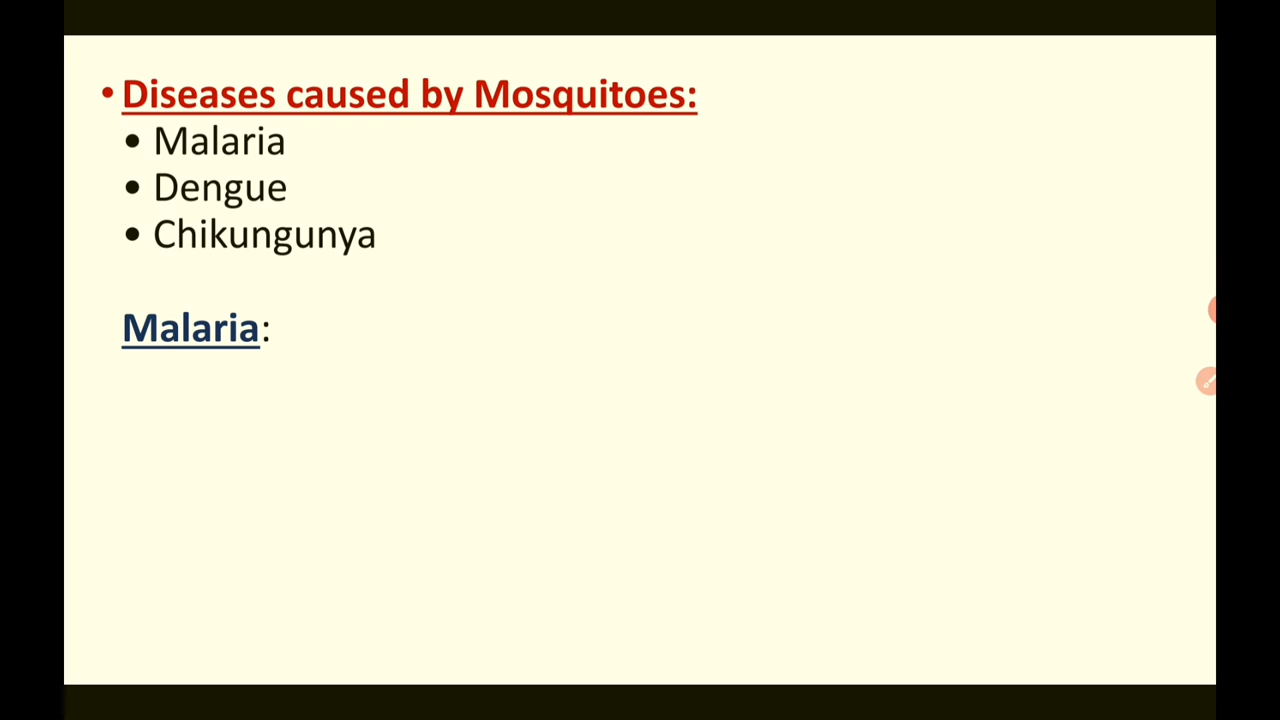 • Diseases caused by Mosquitoes:
• Malaria
• Dengue
• Chikungunya
Malaria: